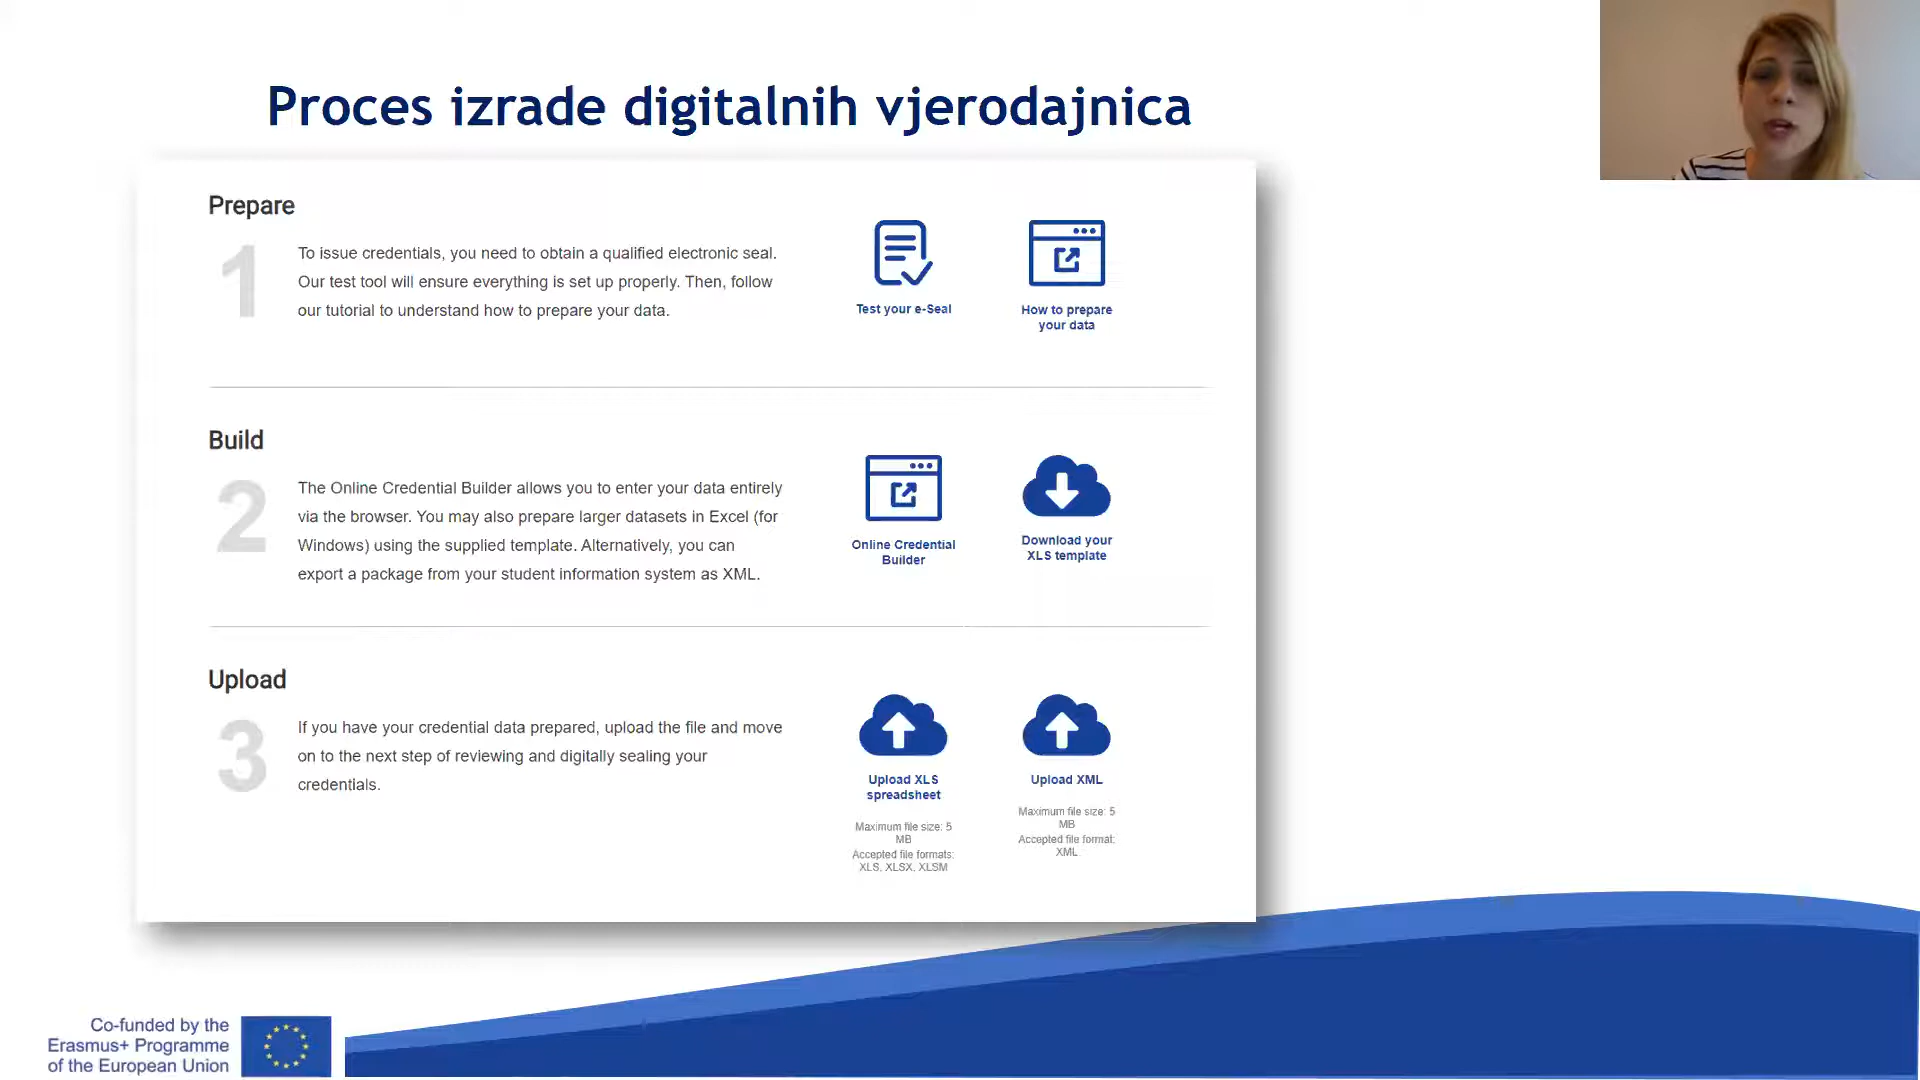 Proces izrade digitalnih vjerodajnica
Prepare
1
To issue credentials, you need to obtain a qualified electronic seal.
Our test tool will ensure everything is set up properly. Then, follow
our tutorial to understand how to prepare your data.
Test your e-Seal
How to prepare
your data
Build
2
The Online Credential Builder allows you to enter your data entirely
via the browser. You may also prepare larger datasets in Excel (for
Windows) using the supplied template. Alternatively, you can
export a package from your student information system as XML.
Online Credential
Builder
Download your
XLS template
Upload
3
If you have your credential data prepared, upload the file and move
on to the next step of reviewing and digitally sealing your
credentials.
Upload XLS
spreadsheet
Maximum file size: 5
MB
Accepted file formats:
XLS, XLSX, XLSM
Upload XML
Maximum file size: 5
MB
Accepted file format:
XML
Co-funded by the
Erasmus+ Programme
of the European Union